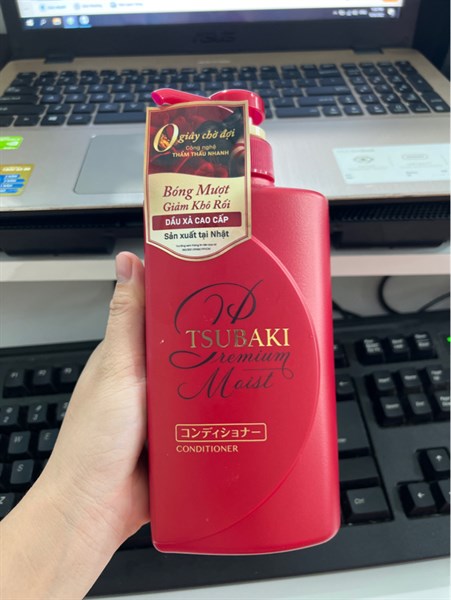 ASUS
0 giây chờ đợi
Công nghệ
THẨM THẤU NHANH
Bóng Mượt
Giảm Khô Rối
DẦU XẢ CAO CẤP
Sản xuất tại Nhật
TSUBAKI
Premium
Moist
コンディショナー
CONDITIONER